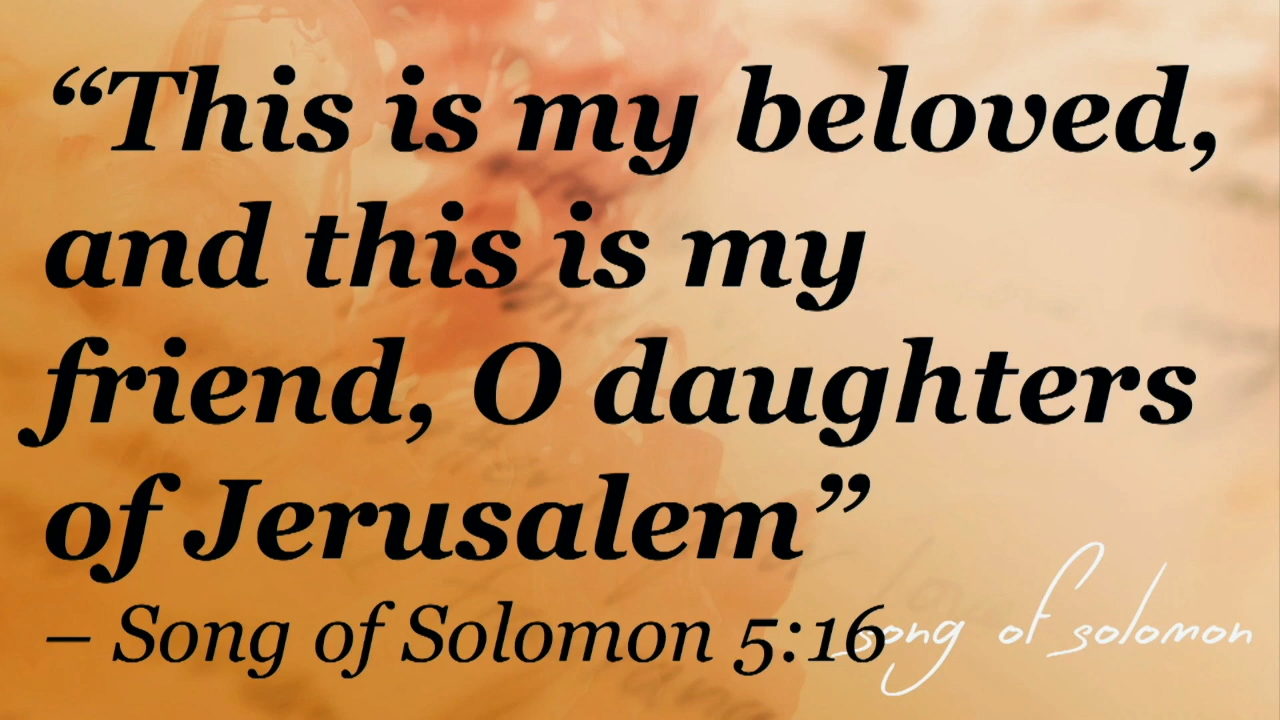 “This is my beloved,
and this is my
friend, O daughters
of Jerusalem”
– Song of Solomon 5:16
song of solomon